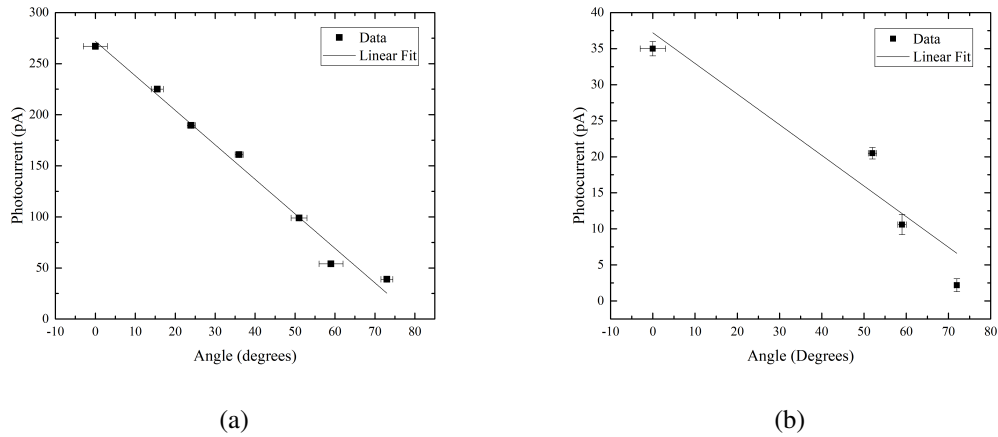 300
250
200
150
100
50
0
Photocurrent (pA)
-10 0 10 20 30 40 50 60 70 80
Angle (degrees)
Data
Linear Fit
(a)
40
35
30
25
20
15
10
5
0
Photocurrent (pA)
-10 0 10 20 30 40 50 60 70 80
Angle (Degrees)
Data
Linear Fit
(b)